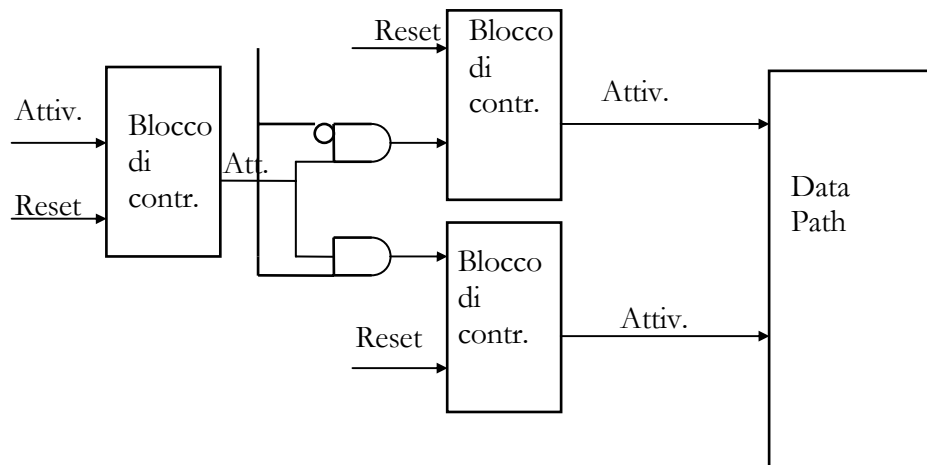 Attiv.
Reset
Blocco
di
contr.
Att.
Reset
Blocco
di
contr.
Attiv.
Reset
Blocco
di
contr.
Attiv.
Data
Path